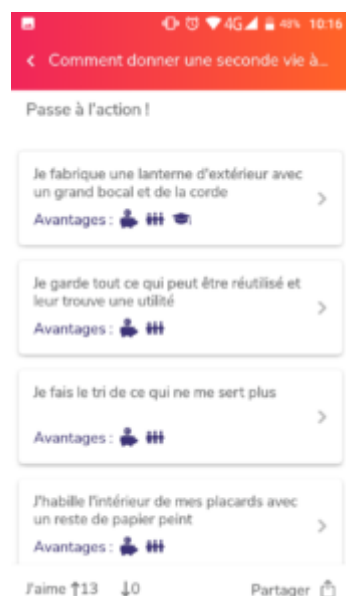 4G 48% 10:16
Comment donner une seconde vie à...
Passe à l'action !
Je fabrique une lanterne d'extérieur avec
un grand bocal et de la corde
Avantages :
Je garde tout ce qui peut être réutilisé et
leur trouve une utilité
Avantages :
Je fais le tri de ce qui ne me sert plus
Avantages :
J'habille l'intérieur de mes placards avec
un reste de papier peint
Avantages :
J'aime ↑13 ↓0 Partager